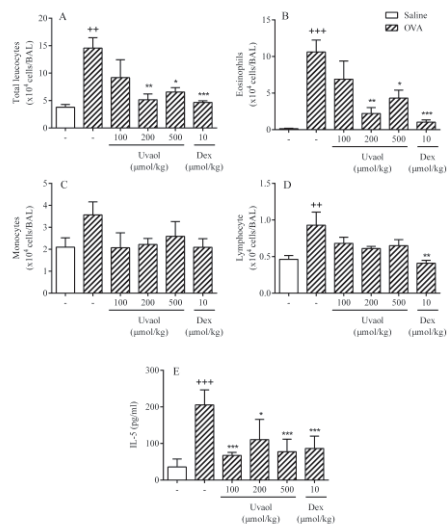 Saline
OVA
A
Total leucocytes
(x10⁴ cells/BAL)
20
15
10
5
0
++
**
*
***
- - 100 200 500 10
Uvaol
(μmol/kg)
Dex
(μmol/kg)
B
Eosinophils
(x10⁴ cells/BAL)
15
10
5
0
+++
**
*
***
- - 100 200 500 10
Uvaol
(μmol/kg)
Dex
(μmol/kg)
C
Monocytes
(x10⁴ cells/BAL)
5
4
3
2
1
0
- - 100 200 500 10
Uvaol
(μmol/kg)
Dex
(μmol/kg)
D
Lymphocyte
(x10⁴ cells/BAL)
1.5
1.0
0.5
0.0
++
**
- - 100 200 500 10
Uvaol
(μmol/kg)
Dex
(μmol/kg)
E
IL-5 (pg/ml)
300
200
100
0
+++
***
*
***
***
- - 100 200 500 10
Uvaol
(μmol/kg)
Dex
(μmol/kg)